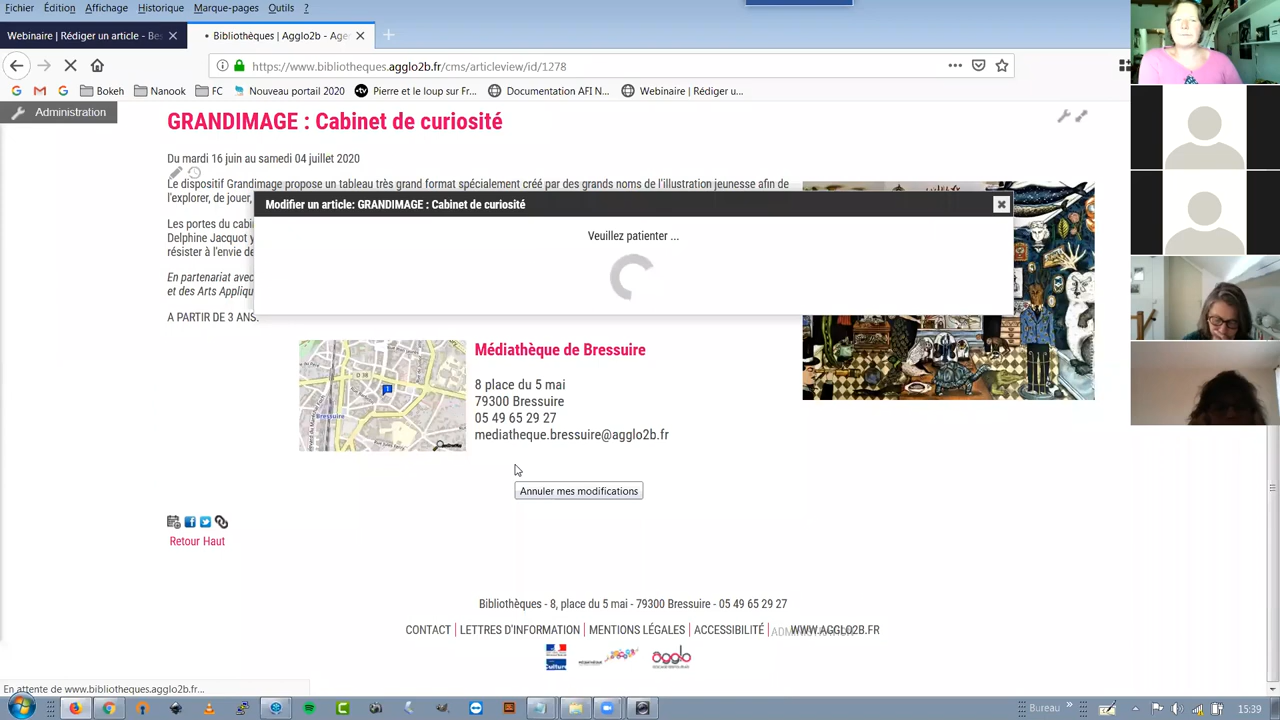 Fichier Édition Affichage Historique Marque-pages Outils ?
Webinaire | Rédiger un article - Bes
Bibliothèques | Agglo2b - Age
https://www.bibliotheques.agglo2b.fr/cms/articleview/id/1278
Bokeh Nanook FC Nouveau portail 2020 Pierre et le loup sur Fr... Documentation AFI N... Webinaire | Rédiger u...
Administration
GRANDIMAGE : Cabinet de curiosité
Du mardi 16 juin au samedi 04 juillet 2020
Le dispositif Grandimage propose un tableau très grand format spécialement créé par des grands noms de l'illustration jeunesse afin de
l'explorer, de jouer,
Modifier un article: GRANDIMAGE : Cabinet de curiosité
Veuillez patienter ...
Les portes du cabi
Delphine Jacquot y
résister à l'envie de
En partenariat avec
et des Arts Appliqu
A PARTIR DE 3 ANS.
Médiathèque de Bressuire
8 place du 5 mai
79300 Bressuire
05 49 65 29 27
mediatheque.bressuire@agglo2b.fr
Bressuire
D 38
Annuler mes modifications
Retour Haut
Bibliothèques - 8, place du 5 mai - 79300 Bressuire - 05 49 65 29 27
CONTACT | LETTRES D'INFORMATION | MENTIONS LÉGALES | ACCESSIBILITÉ | WWW.AGGLO2B.FR
Culture
agglo
En attente de www.bibliotheques.agglo2b.fr...
Bureau
15:39